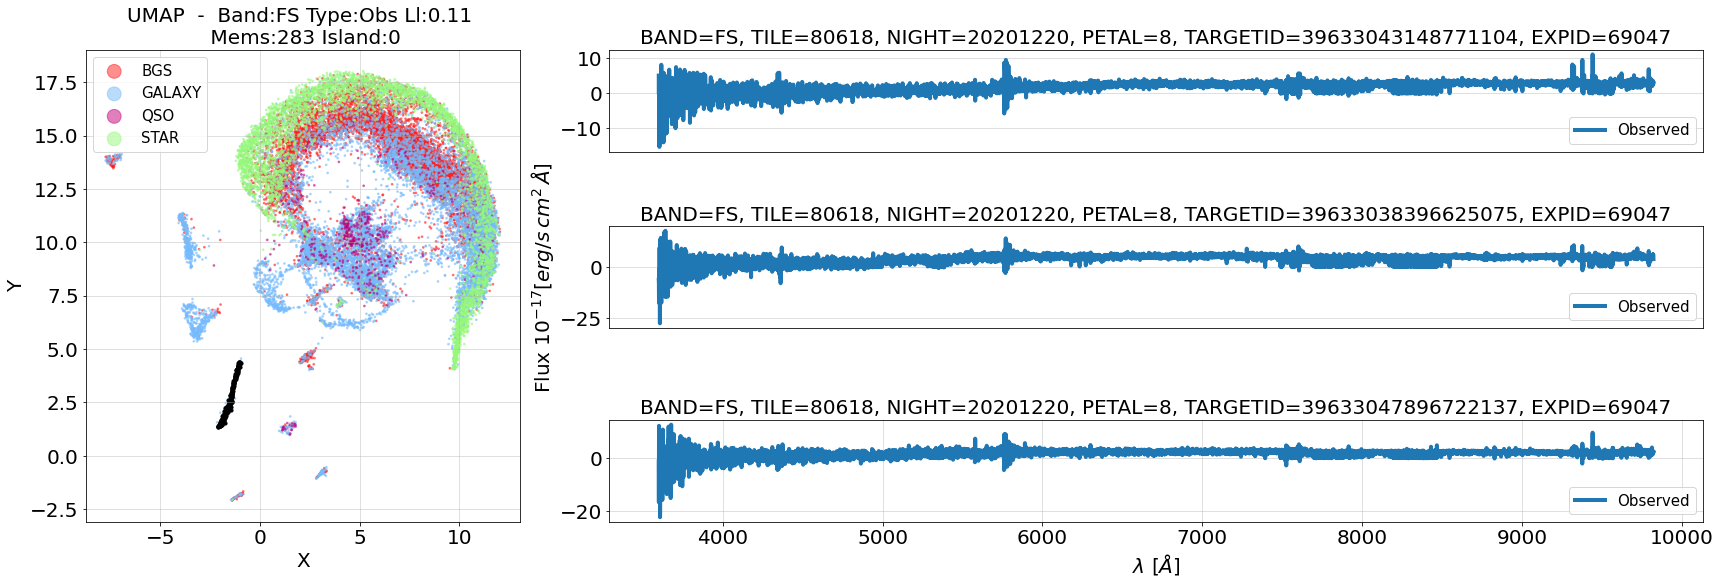 UMAP  -  Band:FS Type:Obs Ll:0.11
Mems:283 Island:0
BGS
GALAXY
QSO
STAR
17.5
15.0
12.5
10.0
7.5
5.0
2.5
0.0
−2.5
Y
−5
0
5
10
X
Flux 10⁻¹⁷[erg/s cm² Å]
BAND=FS, TILE=80618, NIGHT=20201220, PETAL=8, TARGETID=39633043148771104, EXPID=69047
10
0
−10
Observed
BAND=FS, TILE=80618, NIGHT=20201220, PETAL=8, TARGETID=39633038396625075, EXPID=69047
0
−25
Observed
BAND=FS, TILE=80618, NIGHT=20201220, PETAL=8, TARGETID=39633047896722137, EXPID=69047
0
−20
Observed
4000
5000
6000
7000
8000
9000
10000
λ [Å]